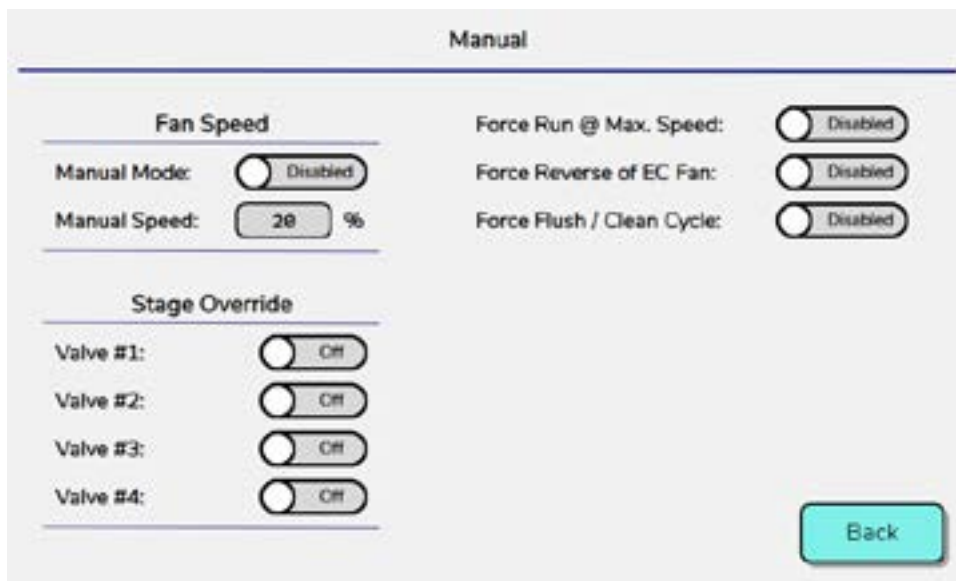 Manual
Fan Speed
Manual Mode: Disabled
Manual Speed: 20 %
Stage Override
Valve #1: Off
Valve #2: Off
Valve #3: Off
Valve #4: Off
Force Run @ Max. Speed: Disabled
Force Reverse of EC Fan: Disabled
Force Flush / Clean Cycle: Disabled
Back